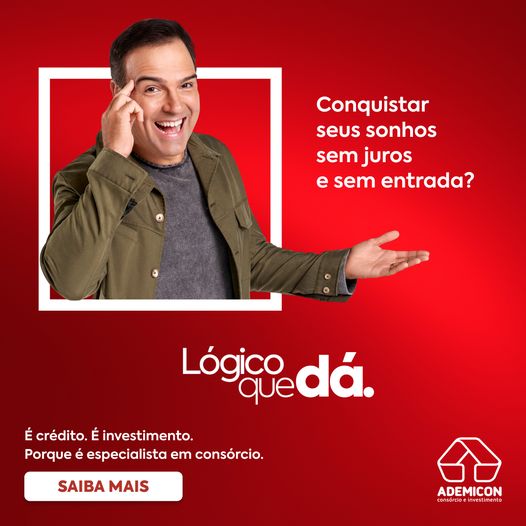 Conquistar
seus sonhos
sem juros
e sem entrada?
Lógico
que dá.
É crédito. É investimento.
Porque é especialista em consórcio.
SAIBA MAIS
ADEMICON
consórcio e investimento